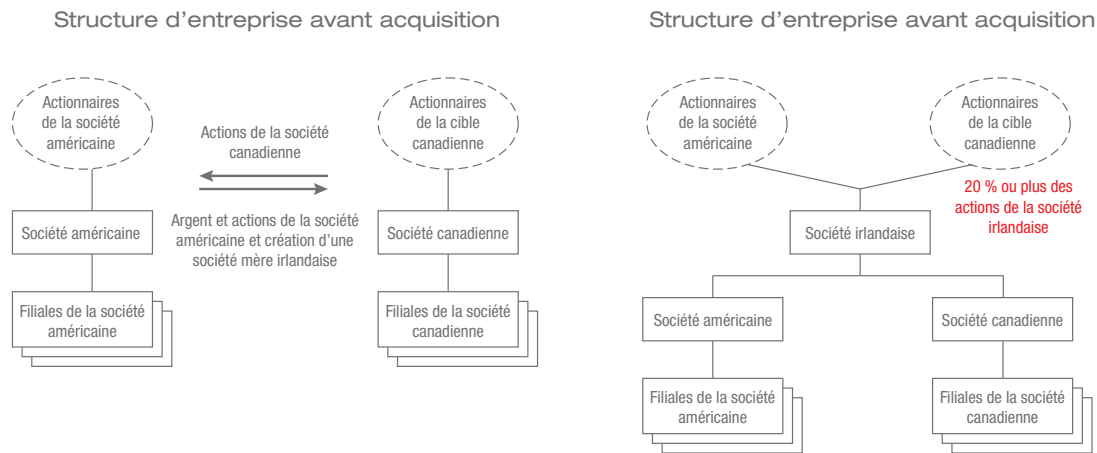 Structure d’entreprise avant acquisition
Actionnaires
de la société
américaine
Actions de la société
canadienne
Actionnaires
de la cible
canadienne
Argent et actions de la société
américaine et création d’une
société mère irlandaise
Société américaine
Société canadienne
Filiales de la société
américaine
Filiales de la société
canadienne
Structure d’entreprise avant acquisition
Actionnaires
de la société
américaine
Actionnaires
de la cible
canadienne
20 % ou plus des
actions de la société
irlandaise
Société irlandaise
Société américaine
Société canadienne
Filiales de la société
américaine
Filiales de la société
canadienne